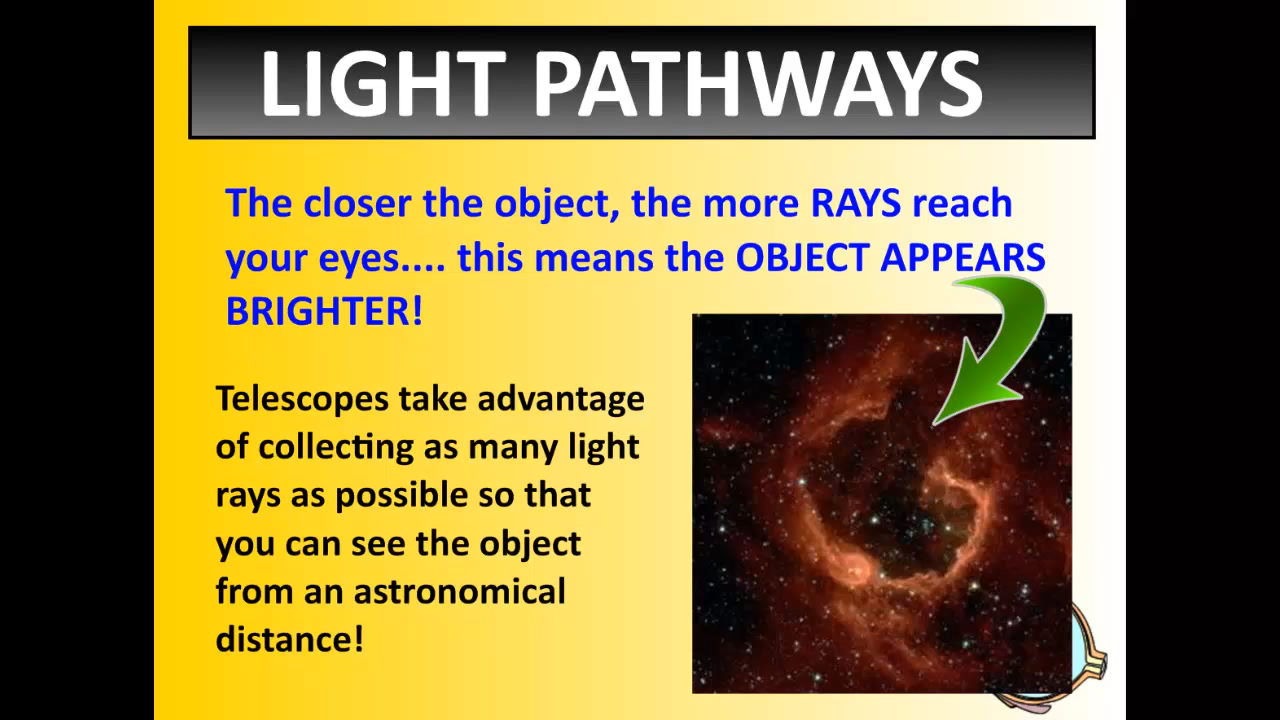 LIGHT PATHWAYS
The closer the object, the more RAYS reach
your eyes.... this means the OBJECT APPEARS
BRIGHTER!
Telescopes take advantage
of collecting as many light
rays as possible so that
you can see the object
from an astronomical
distance!